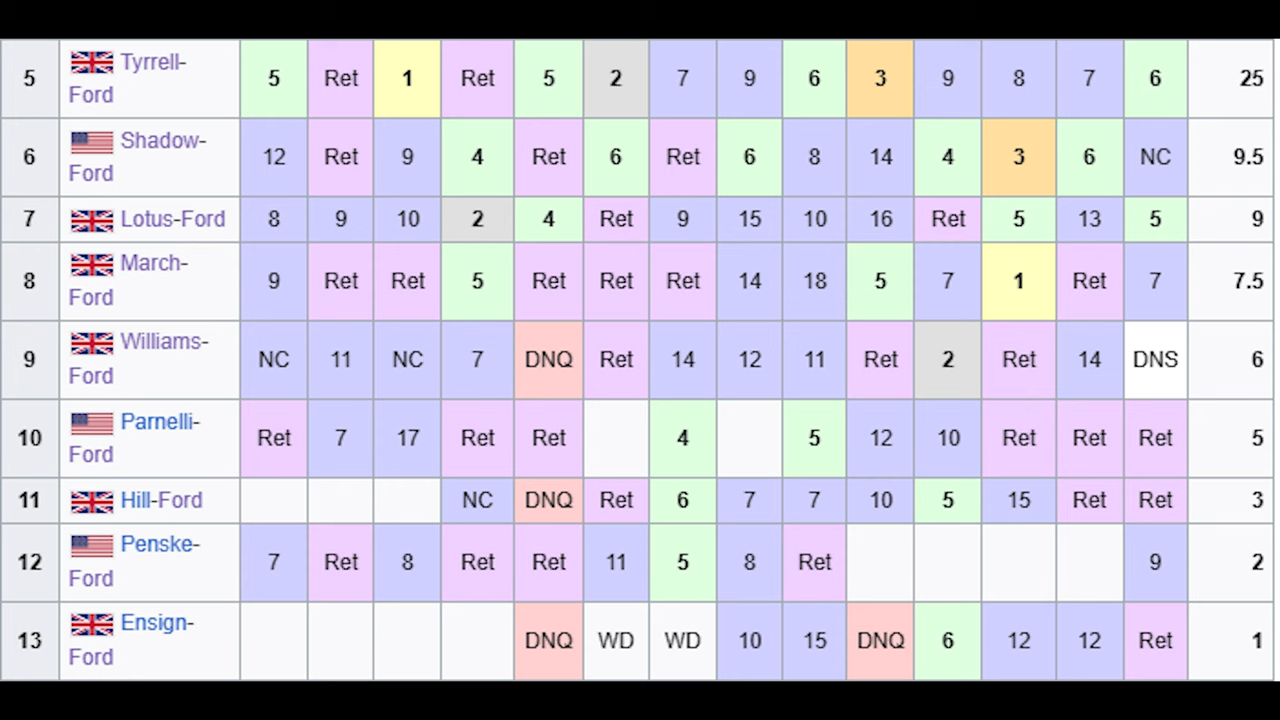 5 Tyrrell- 5 Ret 1 Ret 5 2 7 9 6 3 9 8 7 6 25
Ford
6 Shadow- 12 Ret 9 4 Ret 6 Ret 6 8 14 4 3 6 NC 9.5
Ford
7 Lotus-Ford 8 9 10 2 4 Ret 9 15 10 16 Ret 5 13 5 9
8 March- 9 Ret Ret 5 Ret Ret Ret 14 18 5 7 1 Ret 7 7.5
Ford
9 Williams- NC 11 NC 7 DNQ Ret 14 12 11 Ret 2 Ret 14 DNS 6
Ford
10 Parnelli- Ret 7 17 Ret Ret 4 5 12 10 Ret Ret Ret 5
Ford
11 Hill-Ford NC DNQ Ret 6 7 7 10 5 15 Ret Ret 3
12 Penske- 7 Ret 8 Ret Ret 11 5 8 Ret 9 2
Ford
13 Ensign- DNQ WD WD 10 15 DNQ 6 12 12 Ret 1
Ford